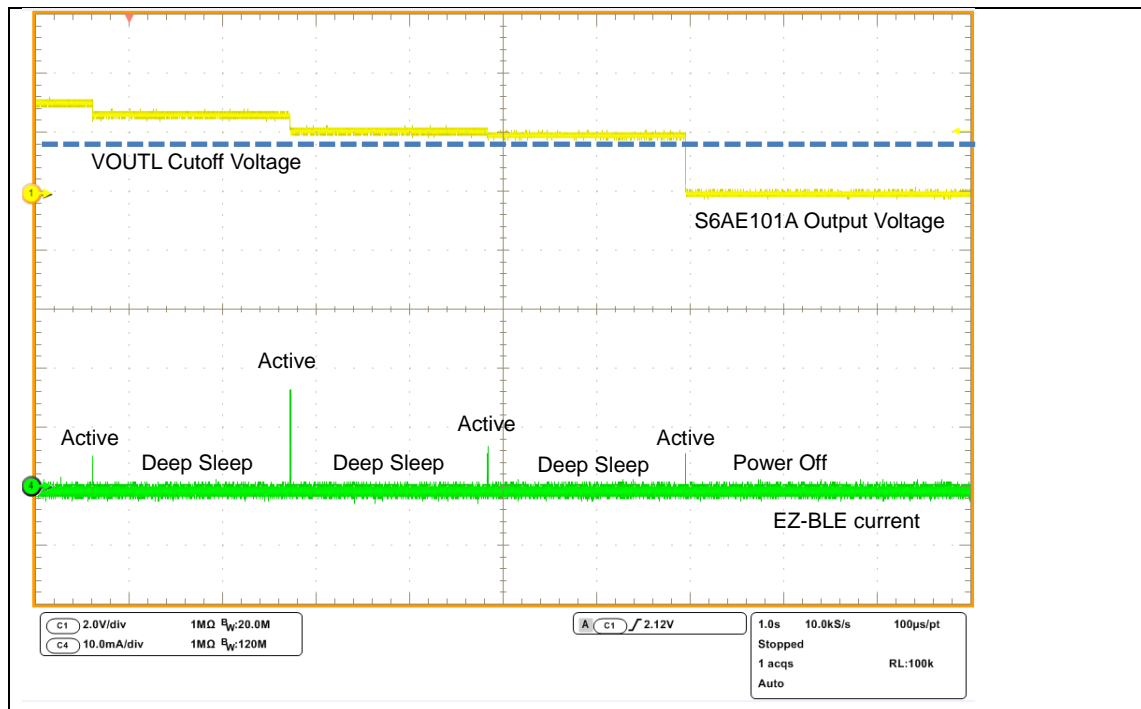 VOUTL Cutoff Voltage
1
S6AE101A Output Voltage
Active
Active
Active
Active
Deep Sleep
Deep Sleep
Deep Sleep
Power Off
4
EZ-BLE current
C1 2.0V/div 1MΩ BW:20.0M
C4 10.0mA/div 1MΩ BW:120M
A C1 2.12V
1.0s 10.0kS/s 100µs/pt
Stopped
1 acqs RL:100k
Auto